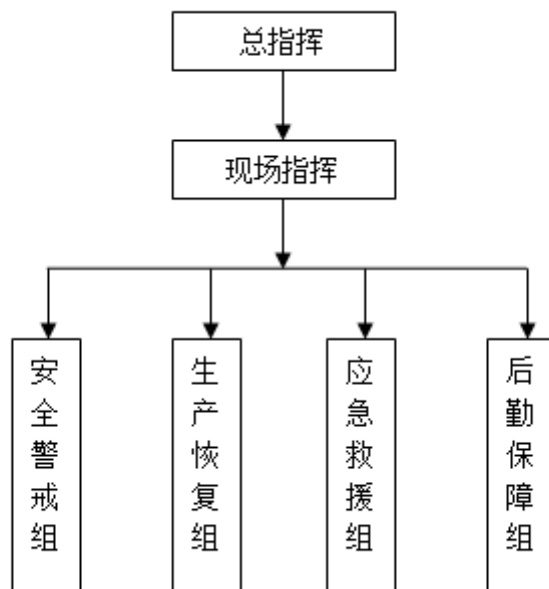 总指挥
现场指挥
安全警戒组
生产恢复组
应急救援组
后勤保障组